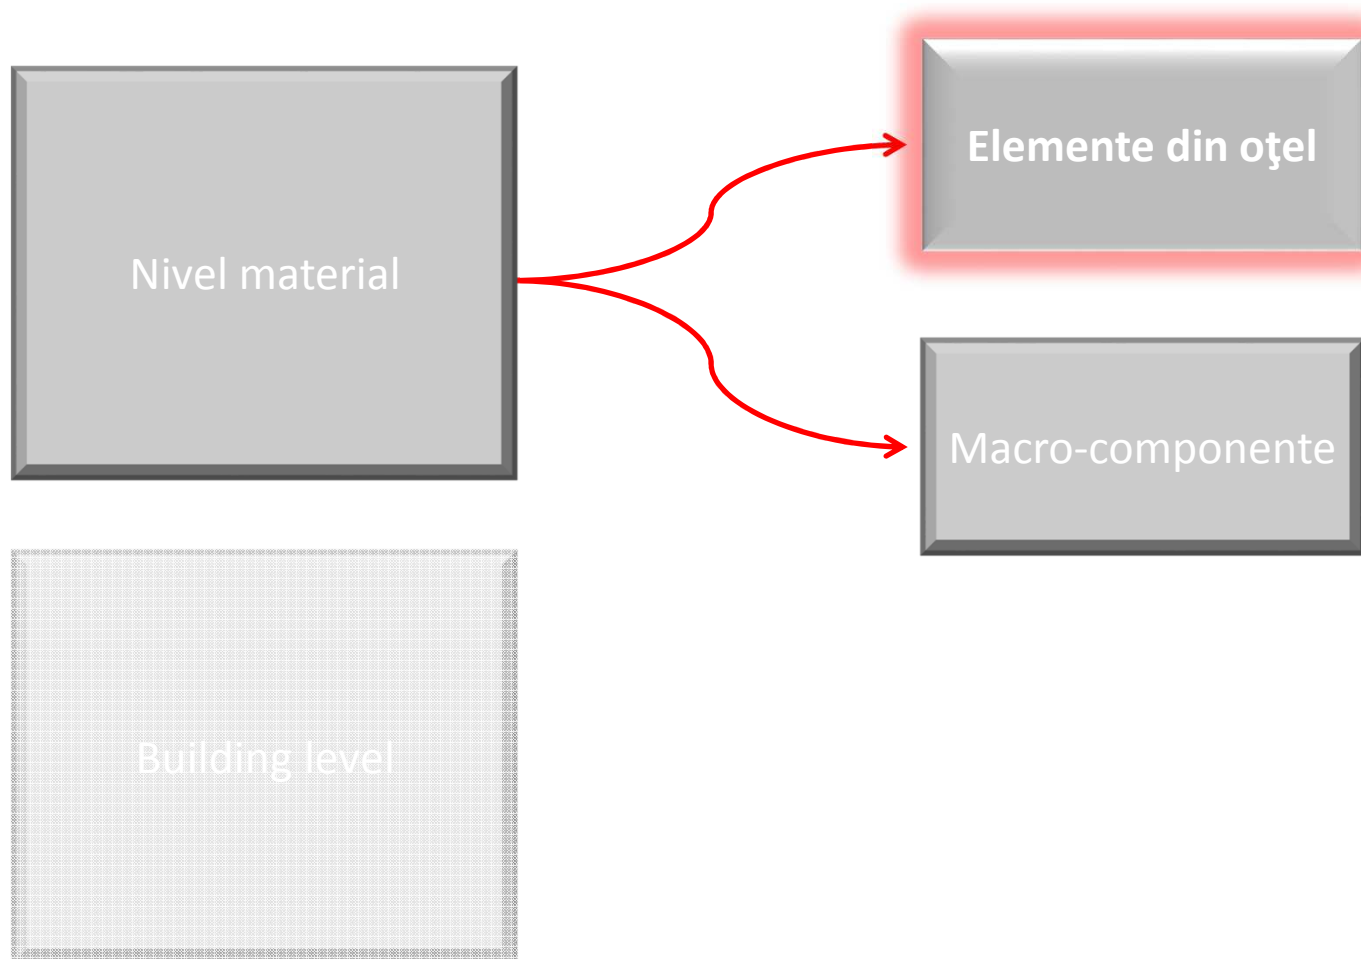 Elemente din oţel
Nivel material
Macro-componente
Building level